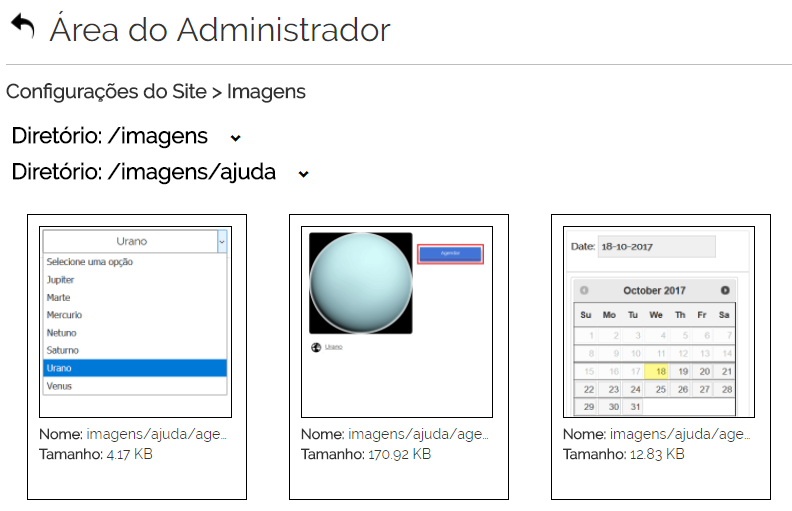 Área do Administrador
Configurações do Site > Imagens
Diretório: /imagens
Diretório: /imagens/ajuda
Urano
Selecione uma opção
Jupiter
Marte
Mercurio
Netuno
Saturno
Urano
Venus
Nome: imagens/ajuda/age...
Tamanho: 4.17 KB
Agendar
Urano
Nome: imagens/ajuda/age...
Tamanho: 170.92 KB
Date: 18-10-2017
October 2017
Su Mo Tu We Th Fr Sa
1 2 3 4 5 6 7
8 9 10 11 12 13 14
15 16 17 18 19 20 21
22 23 24 25 26 27 28
29 30 31
Nome: imagens/ajuda/age...
Tamanho: 12.83 KB